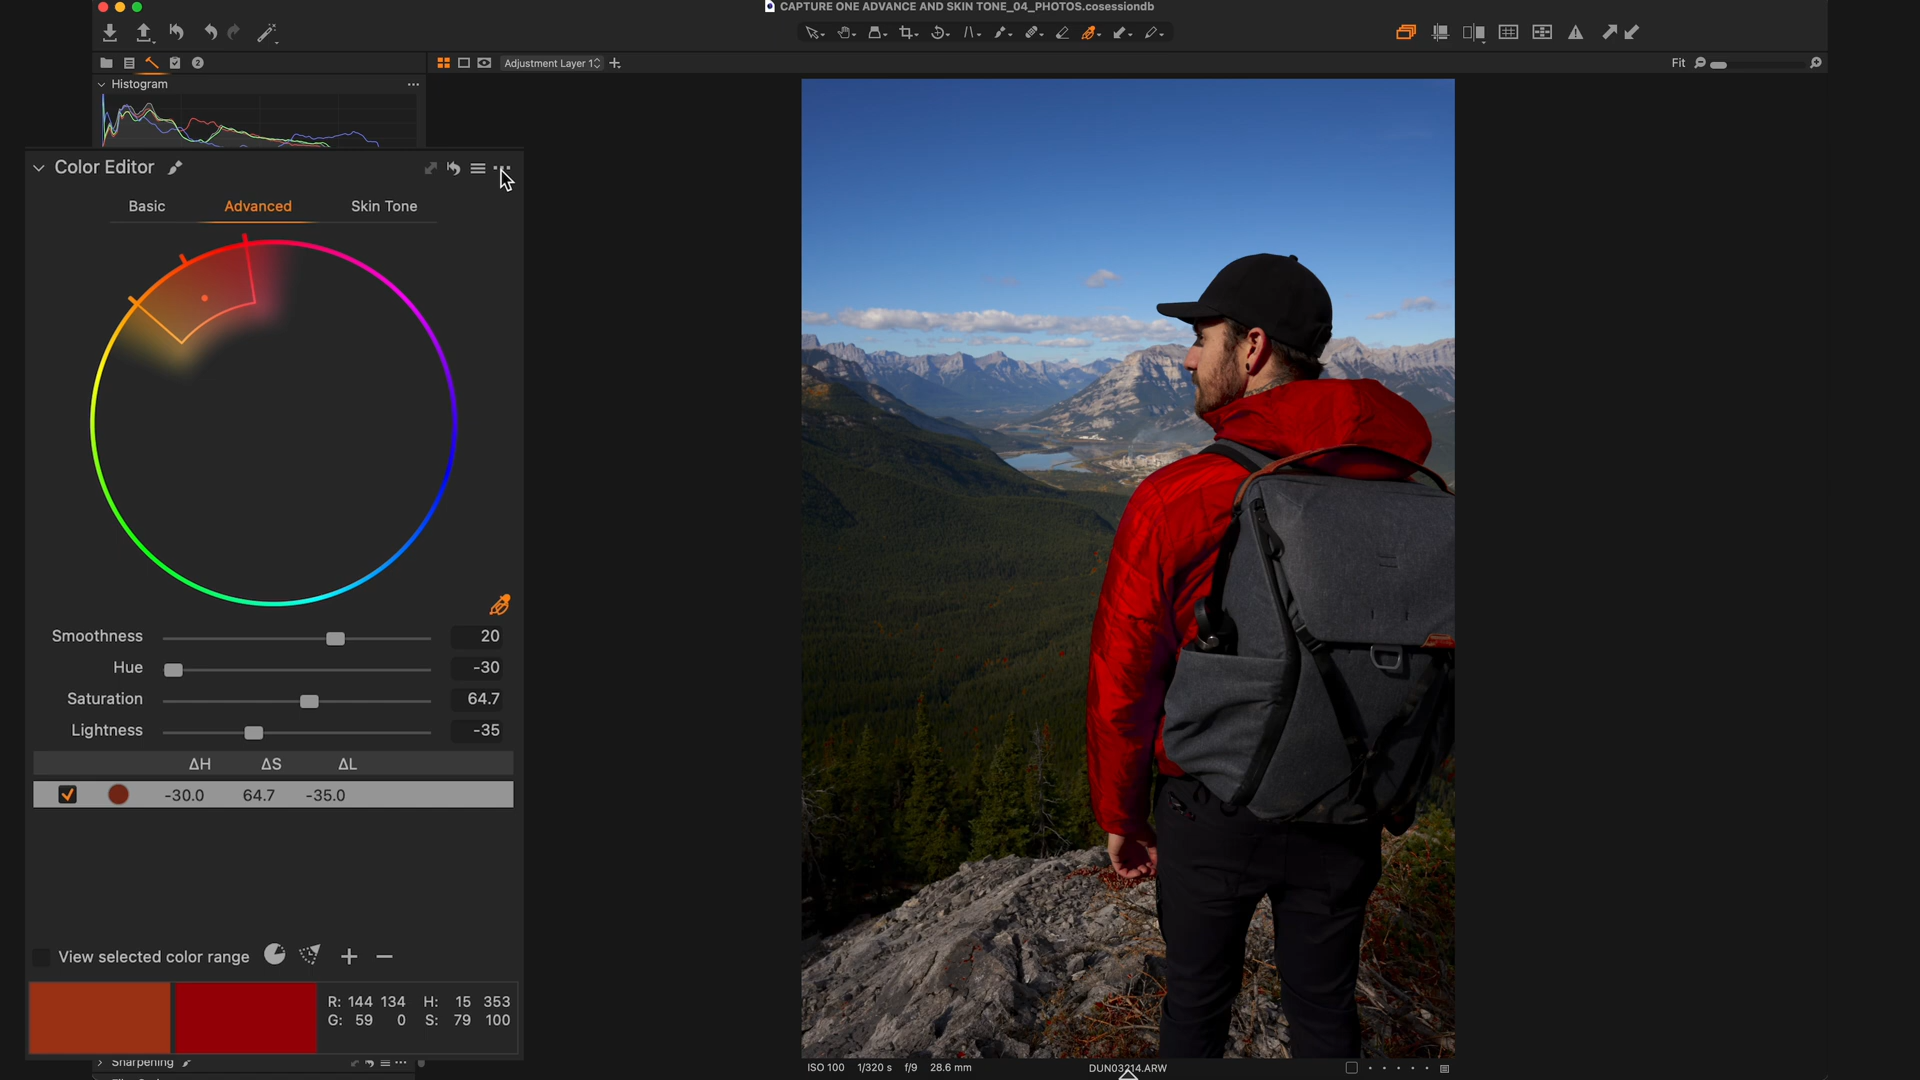 CAPTURE ONE ADVANCE AND SKIN TONE_04_PHOTOS.cosessiondb
Adjustment Layer 1
Fit
Histogram
Color Editor
Basic Advanced Skin Tone
Smoothness 20
Hue -30
Saturation 64.7
Lightness -35
ΔH ΔS ΔL
-30.0 64.7 -35.0
View selected color range
R: 144 134 H: 15 353
G: 59 0 S: 79 100
Sharpening
ISO 100 1/320 s f/9 28.6 mm DUN03214.ARW